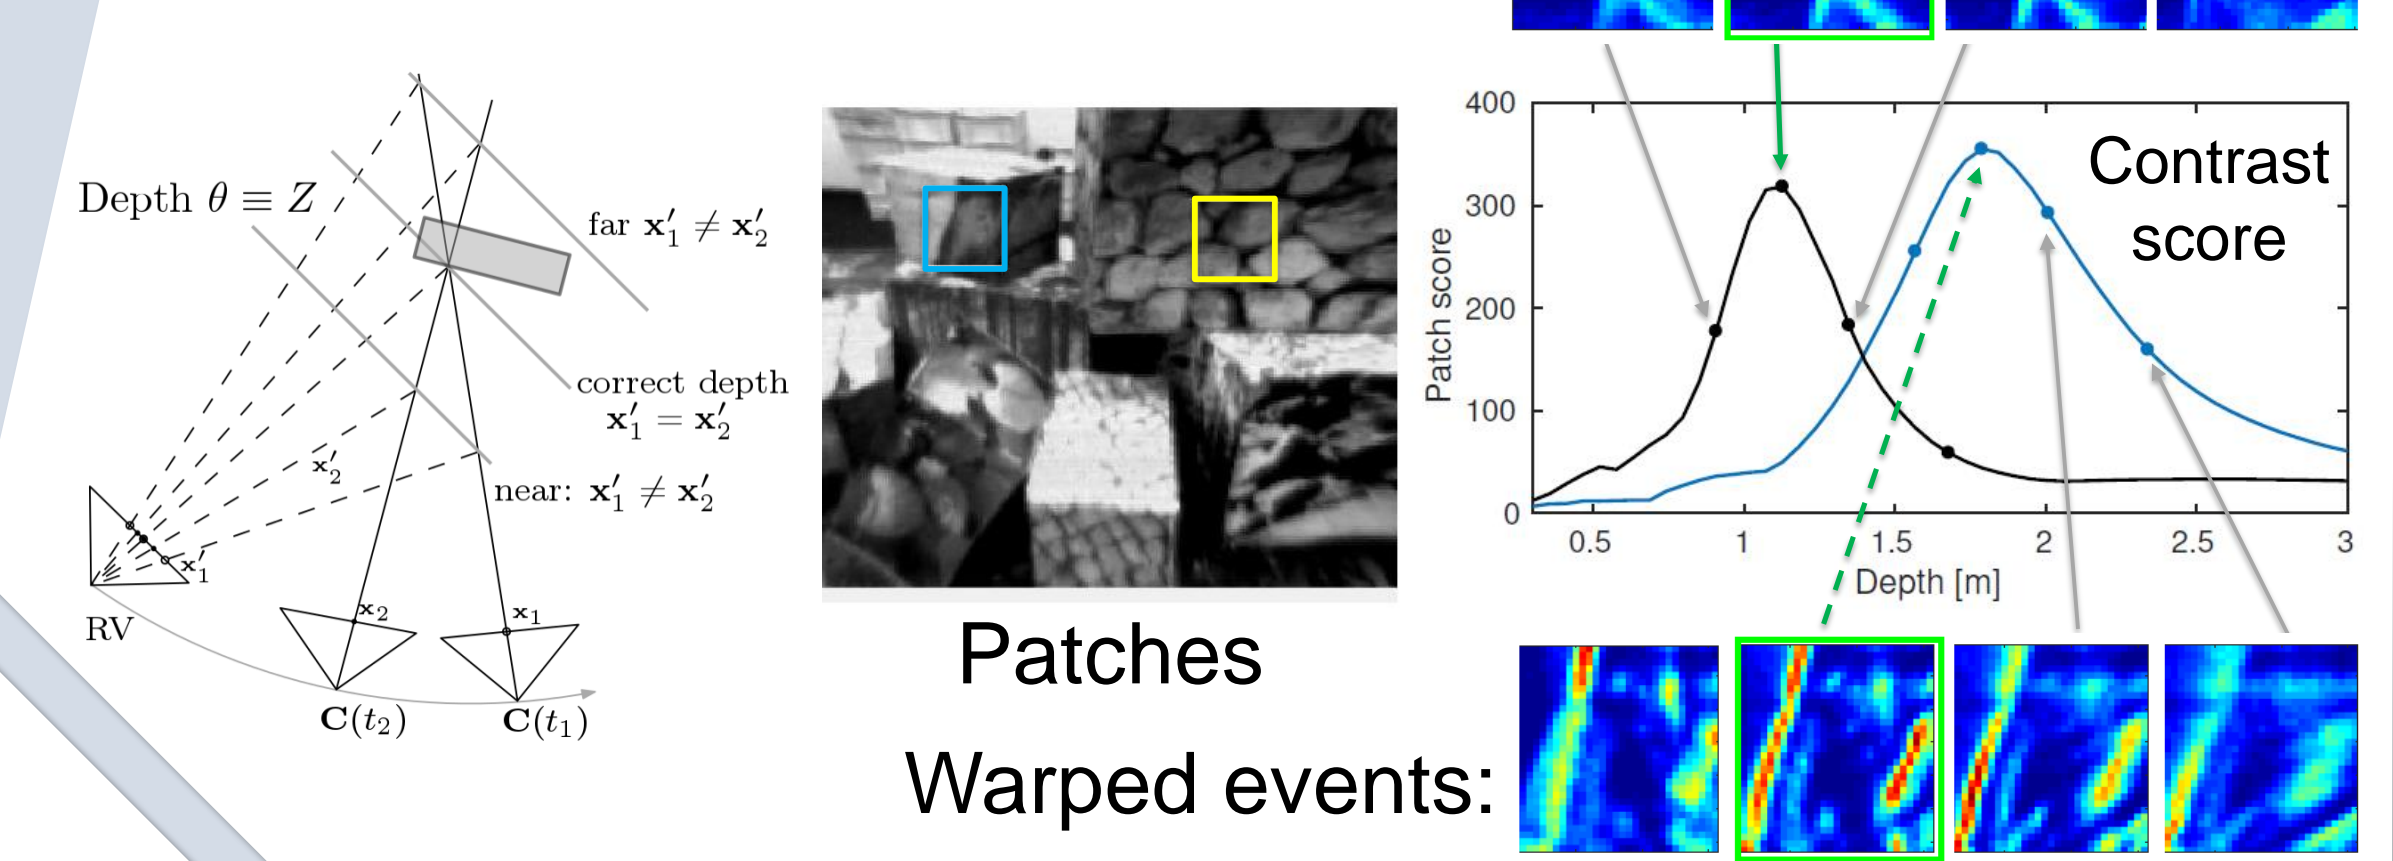 Depth θ ≡ Z
far x′₁ ≠ x′₂
correct depth
x′₁ = x′₂
near: x′₁ ≠ x′₂
x′₂
x′₁
RV
x₂
x₁
C(t₂)
C(t₁)
Patches
Warped events:
Contrast
score
Patch score
400
300
200
100
0
0.5
1
1.5
2
2.5
3
Depth [m]